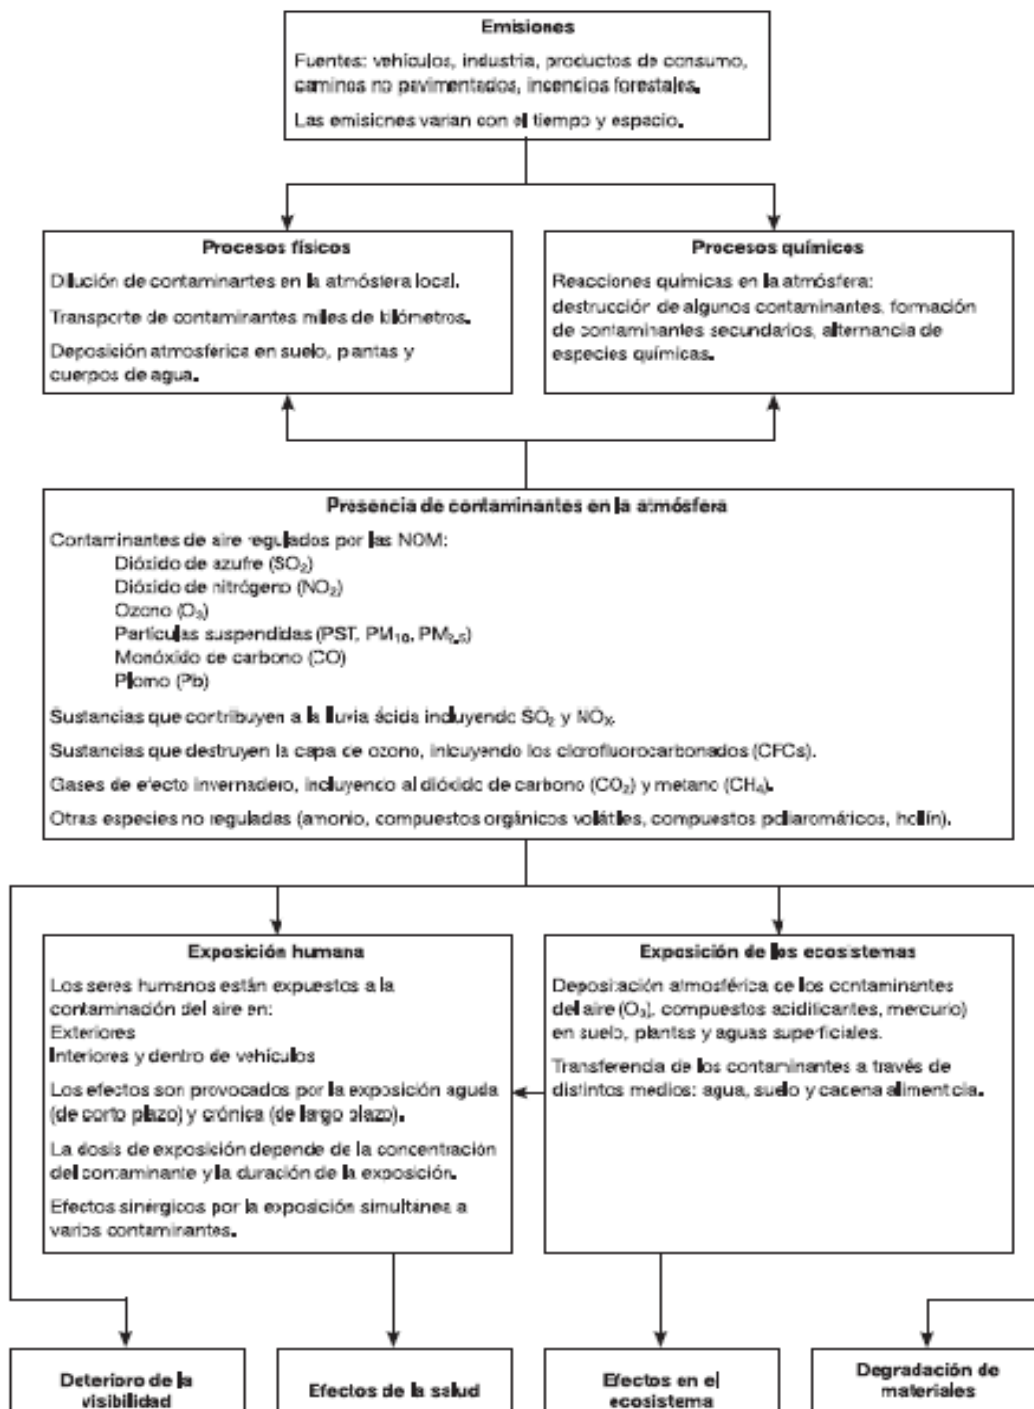 Emisiones
Fuentes: vehículos, industria, productos de consumo,
caminos no pavimentados, incendios forestales.
Las emisiones varían con el tiempo y espacio.
Procesos físicos
Dilución de contaminantes en la atmósfera local.
Transporte de contaminantes miles de kilómetros.
Deposición atmosférica en suelo, plantas y
cuerpos de agua.
Procesos químicos
Reacciones químicas en la atmósfera:
destrucción de algunos contaminantes, formación
de contaminantes secundarios, alternancia de
especies químicas.
Presencia de contaminantes en la atmósfera
Contaminantes de aire regulados por las NOM:
Dióxido de azufre (SO₂)
Dióxido de nitrógeno (NO₂)
Ozono (O₃)
Partículas suspendidas (PST, PM₁₀, PM₂.₅)
Monóxido de carbono (CO)
Plomo (Pb)
Sustancias que contribuyen a la lluvia ácida incluyendo SO₂ y NOₓ.
Sustancias que destruyen la capa de ozono, inlcuyendo los clorofluorocarbonados (CFCs).
Gases de efecto invernadero, incluyendo al dióxido de carbono (CO₂) y metano (CH₄).
Otras especies no reguladas (amonio, compuestos orgánicos volátiles, compuestos poliaromáricos, hollín).
Exposición humana
Los seres humanos están expuestos a la
contaminación del aire en:
Exteriores
Interiores y dentro de vehículos
Los efectos son provocados por la exposición aguda
(de corto plazo) y crónica (de largo plazo).
La dosis de exposición depende de la concentración
del contaminante y la duración de la exposición.
Efectos sinérgicos por la exposición simultánea a
varios contaminantes.
Exposición de los ecosistemas
Depositación atmosférica de los contaminantes
del aire (O₃), compuestos acidificantes, mercurio)
en suelo, plantas y aguas superficiales.
Transferencia de los contaminantes a través de
distintos medios: agua, suelo y cadena alimenticia.
Deterioro de la
visibilidad
Efectos de la salud
Efectos en el
ecosistema
Degradación de
materiales